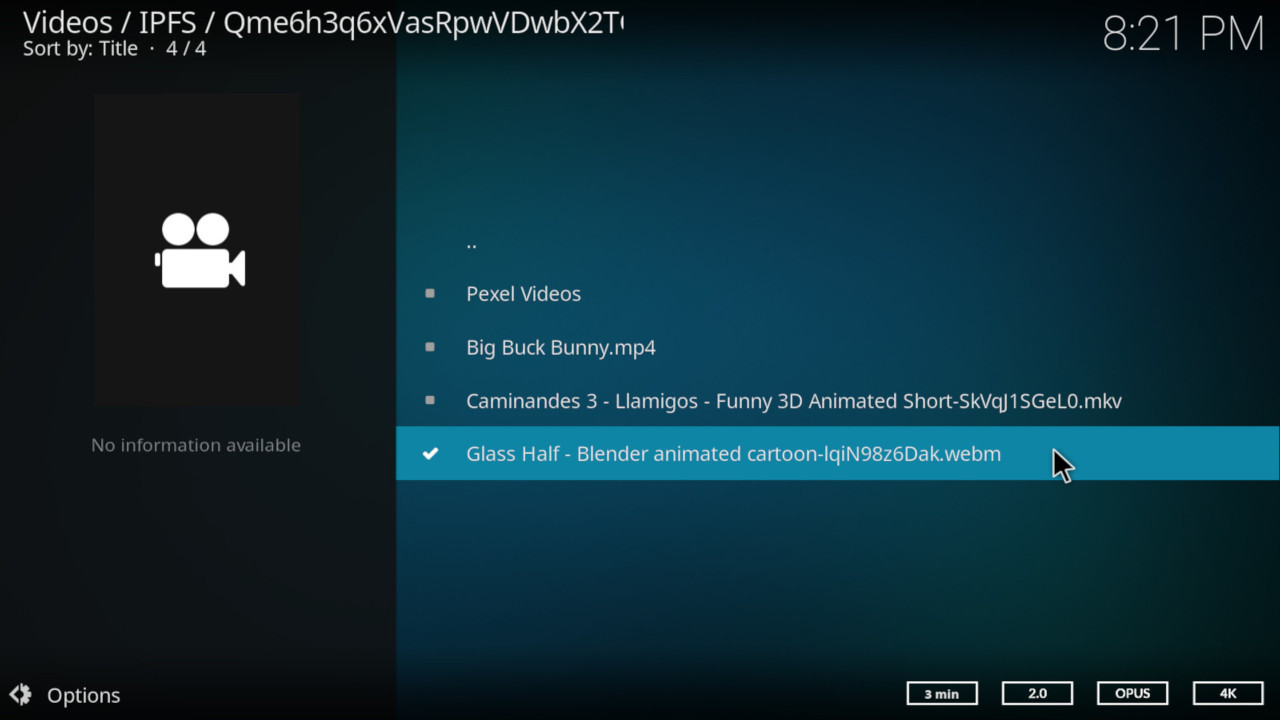 Videos / IPFS / Qme6h3q6xVasRpwVDwbX2T
8:21 PM
Sort by: Title · 4 / 4
..
Pexel Videos
Big Buck Bunny.mp4
Caminandes 3 - Llamigos - Funny 3D Animated Short-SkVqJ1SGeL0.mkv
No information available
Glass Half - Blender animated cartoon-lqiN98z6Dak.webm
Options
3 min
2.0
OPUS
4K